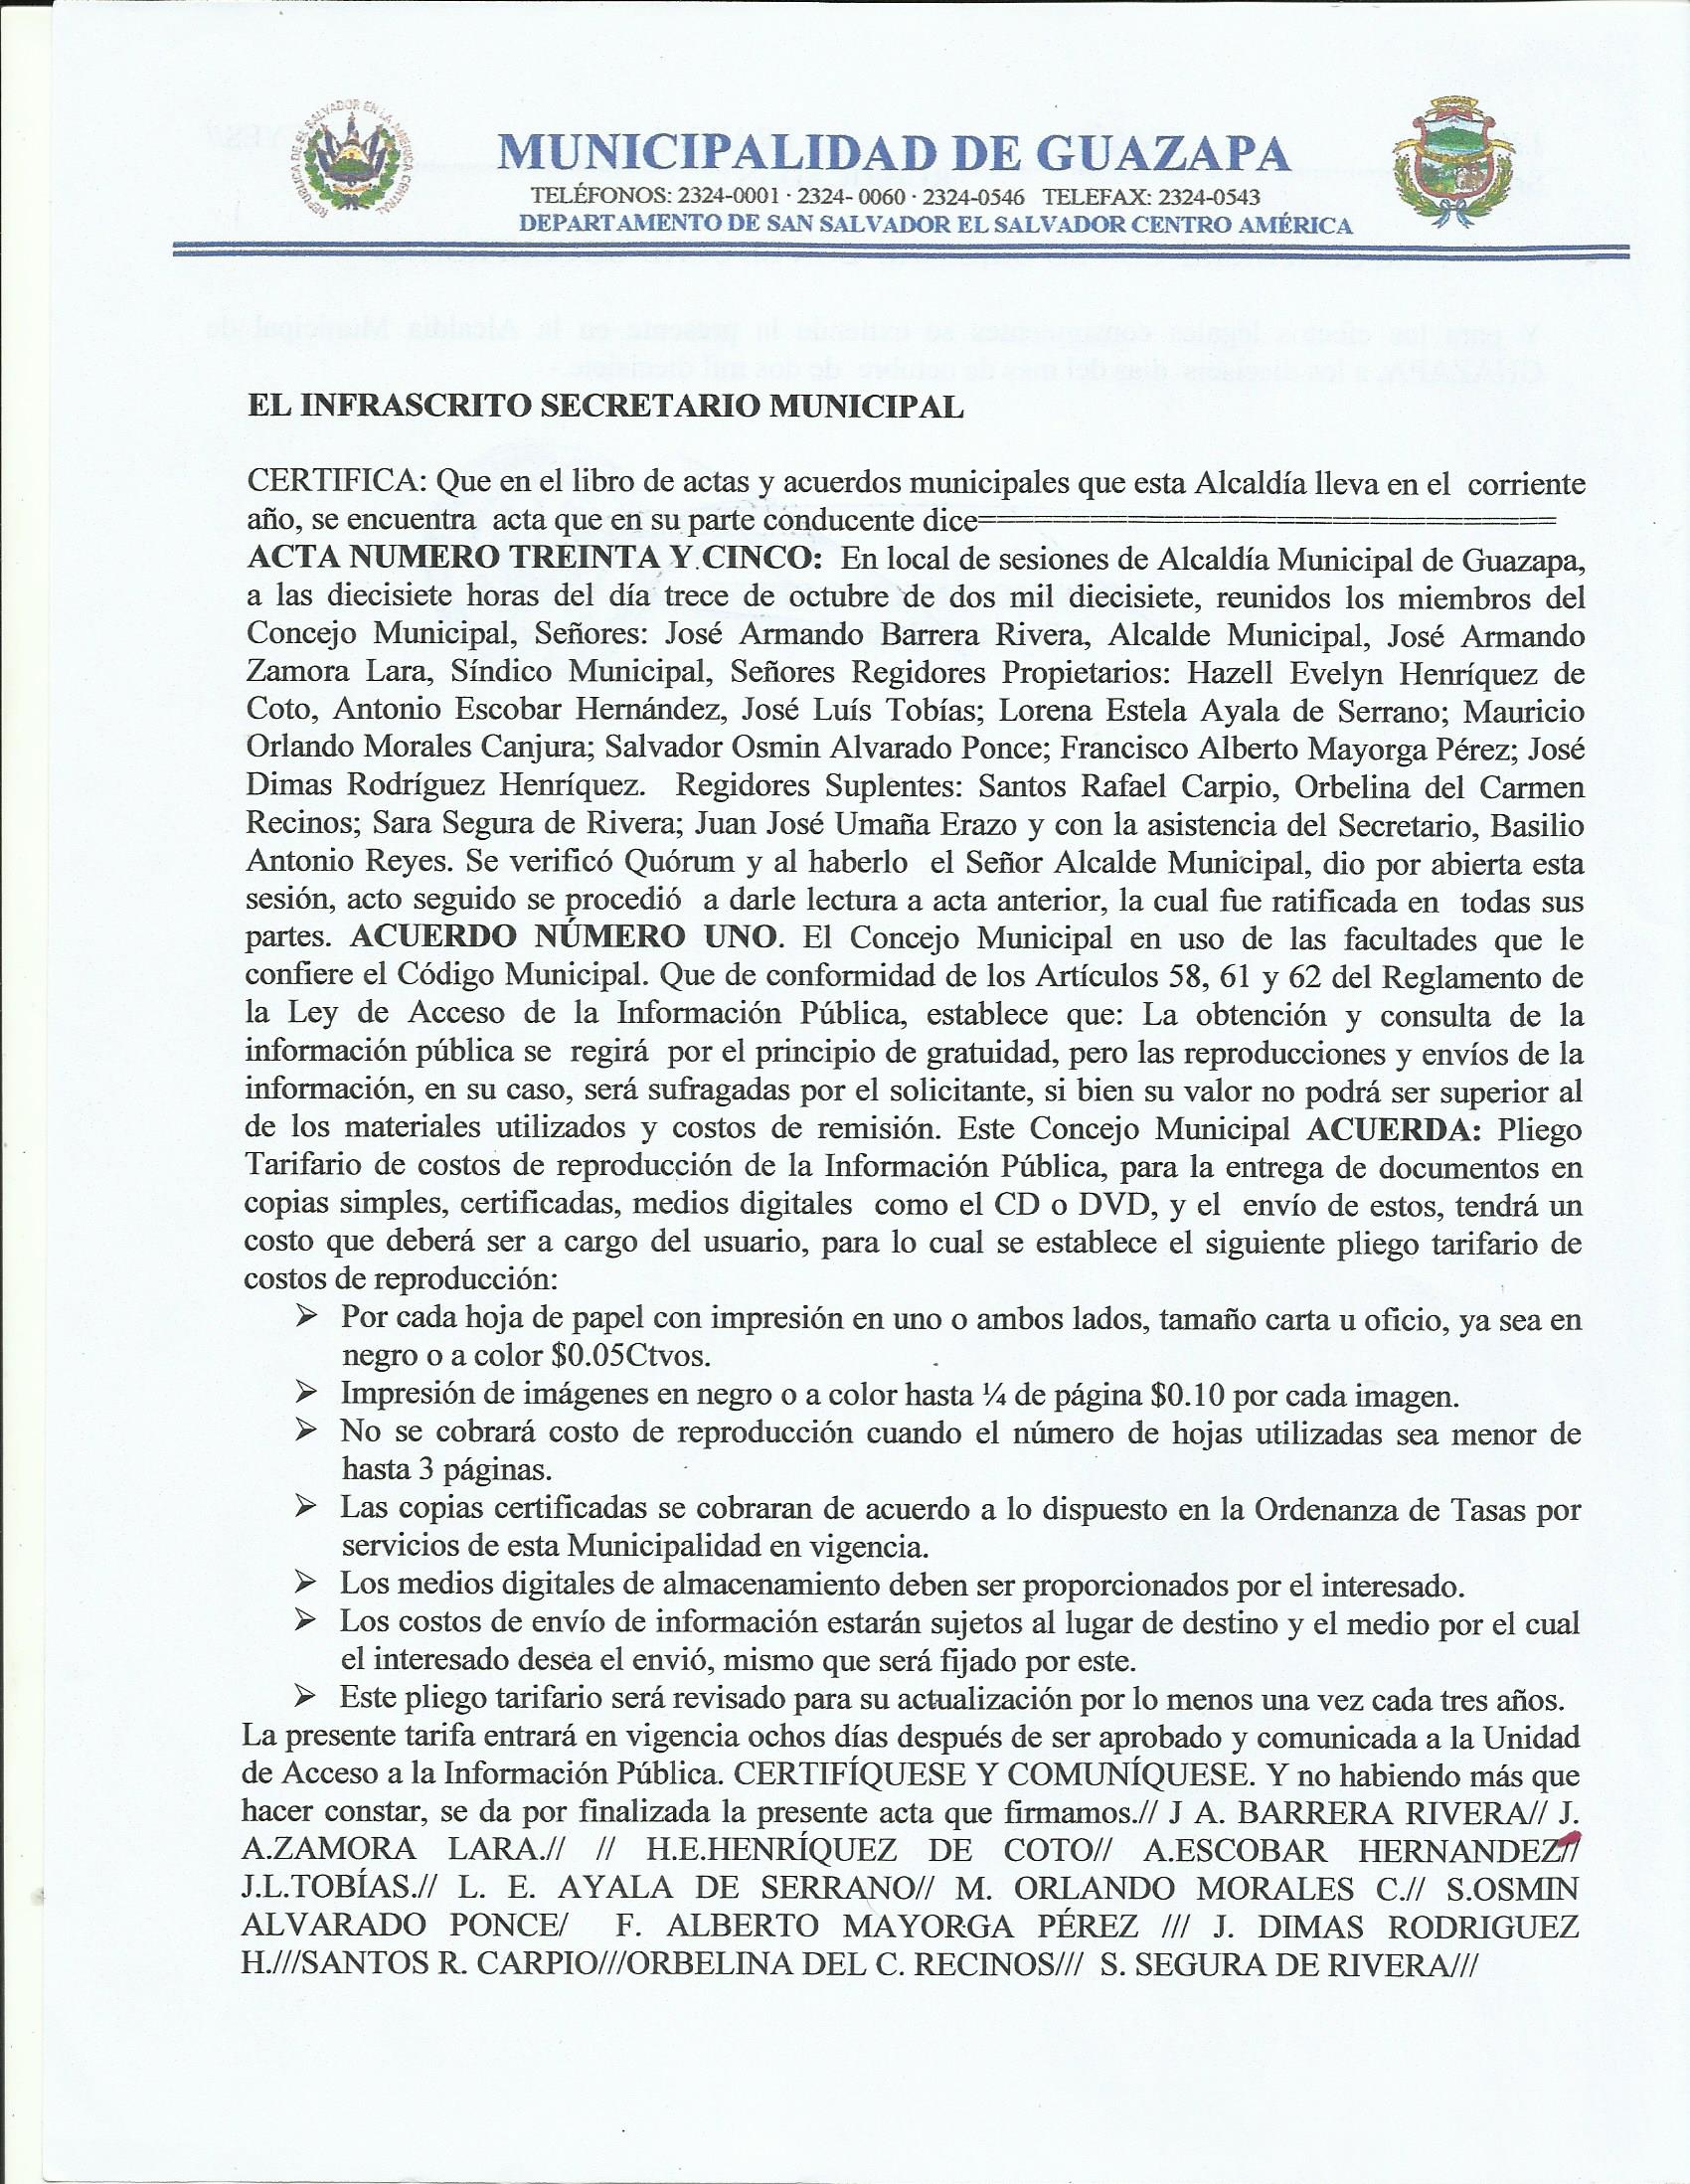 REPUBLICA DE EL SALVADOR EN LA AMERICA CENTRAL
MUNICIPALIDAD DE GUAZAPA
TELÉFONOS: 2324-0001 · 2324- 0060 · 2324-0546 TELEFAX: 2324-0543
DEPARTAMENTO DE SAN SALVADOR EL SALVADOR CENTRO AMÉRICA
EL INFRASCRITO SECRETARIO MUNICIPAL
CERTIFICA: Que en el libro de actas y acuerdos municipales que esta Alcaldía lleva en el corriente
año, se encuentra acta que en su parte conducente dice================================
ACTA NUMERO TREINTA Y CINCO: En local de sesiones de Alcaldía Municipal de Guazapa,
a las diecisiete horas del día trece de octubre de dos mil diecisiete, reunidos los miembros del
Concejo Municipal, Señores: José Armando Barrera Rivera, Alcalde Municipal, José Armando
Zamora Lara, Síndico Municipal, Señores Regidores Propietarios: Hazell Evelyn Henríquez de
Coto, Antonio Escobar Hernández, José Luís Tobías; Lorena Estela Ayala de Serrano; Mauricio
Orlando Morales Canjura; Salvador Osmin Alvarado Ponce; Francisco Alberto Mayorga Pérez; José
Dimas Rodríguez Henríquez. Regidores Suplentes: Santos Rafael Carpio, Orbelina del Carmen
Recinos; Sara Segura de Rivera; Juan José Umaña Erazo y con la asistencia del Secretario, Basilio
Antonio Reyes. Se verificó Quórum y al haberlo el Señor Alcalde Municipal, dio por abierta esta
sesión, acto seguido se procedió a darle lectura a acta anterior, la cual fue ratificada en todas sus
partes. ACUERDO NÚMERO UNO. El Concejo Municipal en uso de las facultades que le
confiere el Código Municipal. Que de conformidad de los Artículos 58, 61 y 62 del Reglamento de
la Ley de Acceso de la Información Pública, establece que: La obtención y consulta de la
información pública se regirá por el principio de gratuidad, pero las reproducciones y envíos de la
información, en su caso, será sufragadas por el solicitante, si bien su valor no podrá ser superior al
de los materiales utilizados y costos de remisión. Este Concejo Municipal ACUERDA: Pliego
Tarifario de costos de reproducción de la Información Pública, para la entrega de documentos en
copias simples, certificadas, medios digitales como el CD o DVD, y el envío de estos, tendrá un
costo que deberá ser a cargo del usuario, para lo cual se establece el siguiente pliego tarifario de
costos de reproducción:
➢ Por cada hoja de papel con impresión en uno o ambos lados, tamaño carta u oficio, ya sea en
negro o a color $0.05Ctvos.
➢ Impresión de imágenes en negro o a color hasta ¼ de página $0.10 por cada imagen.
➢ No se cobrará costo de reproducción cuando el número de hojas utilizadas sea menor de
hasta 3 páginas.
➢ Las copias certificadas se cobraran de acuerdo a lo dispuesto en la Ordenanza de Tasas por
servicios de esta Municipalidad en vigencia.
➢ Los medios digitales de almacenamiento deben ser proporcionados por el interesado.
➢ Los costos de envío de información estarán sujetos al lugar de destino y el medio por el cual
el interesado desea el envió, mismo que será fijado por este.
➢ Este pliego tarifario será revisado para su actualización por lo menos una vez cada tres años.
La presente tarifa entrará en vigencia ochos días después de ser aprobado y comunicada a la Unidad
de Acceso a la Información Pública. CERTIFÍQUESE Y COMUNÍQUESE. Y no habiendo más que
hacer constar, se da por finalizada la presente acta que firmamos.// J A. BARRERA RIVERA// J.
A.ZAMORA LARA.// // H.E.HENRÍQUEZ DE COTO// A.ESCOBAR HERNANDEZ//
J.L.TOBÍAS.// L. E. AYALA DE SERRANO// M. ORLANDO MORALES C.// S.OSMIN
ALVARADO PONCE/ F. ALBERTO MAYORGA PÉREZ /// J. DIMAS RODRIGUEZ
H.///SANTOS R. CARPIO///ORBELINA DEL C. RECINOS/// S. SEGURA DE RIVERA///